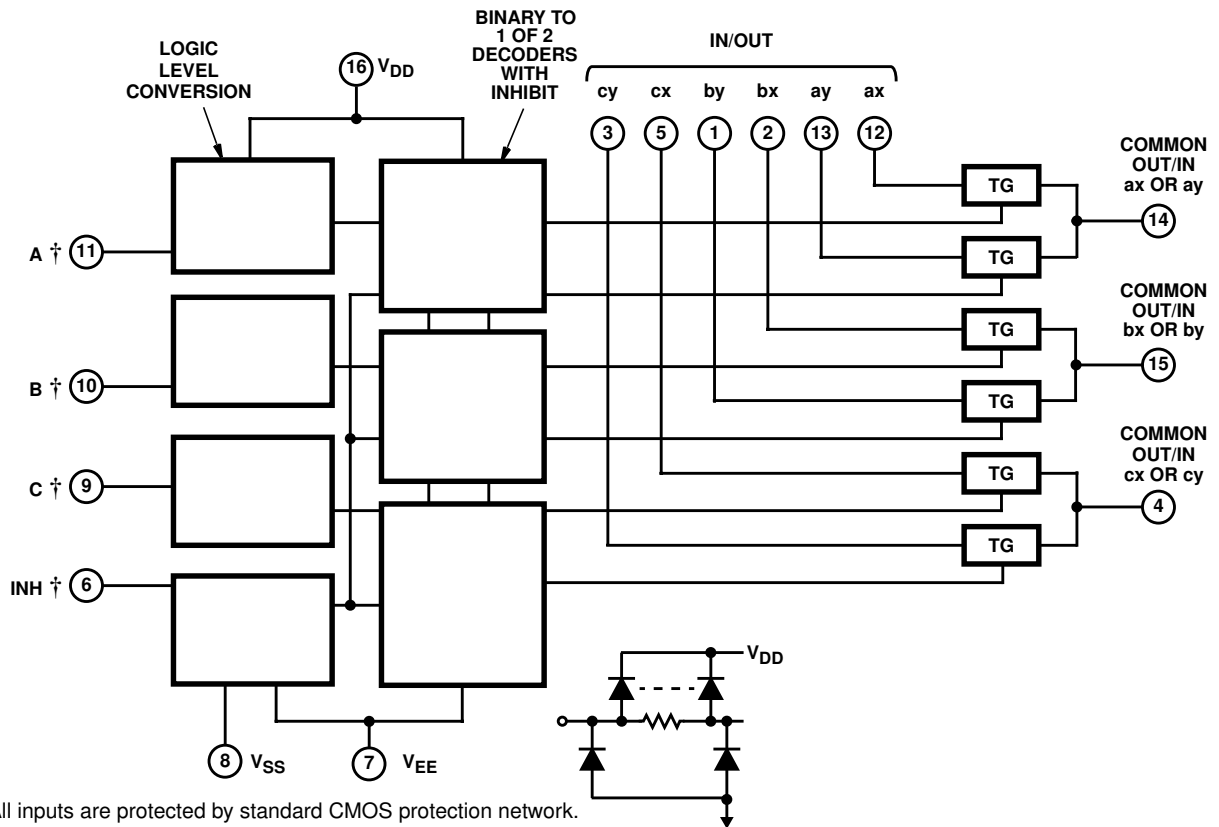 BINARY TO
1 OF 2
DECODERS
WITH
INHIBIT
LOGIC
LEVEL
CONVERSION
16 VDD
IN/OUT
cy cx by bx ay ax
3 5 1 2 13 12
COMMON
OUT/IN
ax OR ay
14
TG
TG
A † 11
COMMON
OUT/IN
bx OR by
15
TG
TG
B † 10
COMMON
OUT/IN
cx OR cy
4
TG
TG
C † 9
INH † 6
8 VSS
7 VEE
VDD
All inputs are protected by standard CMOS protection network.